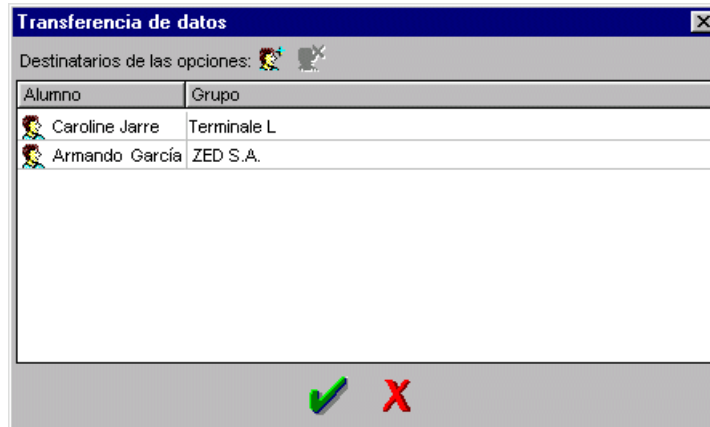 Transferencia de datos
Destinatarios de las opciones:
Alumno Grupo
Caroline Jarre Terminale L
Armando García ZED S.A.